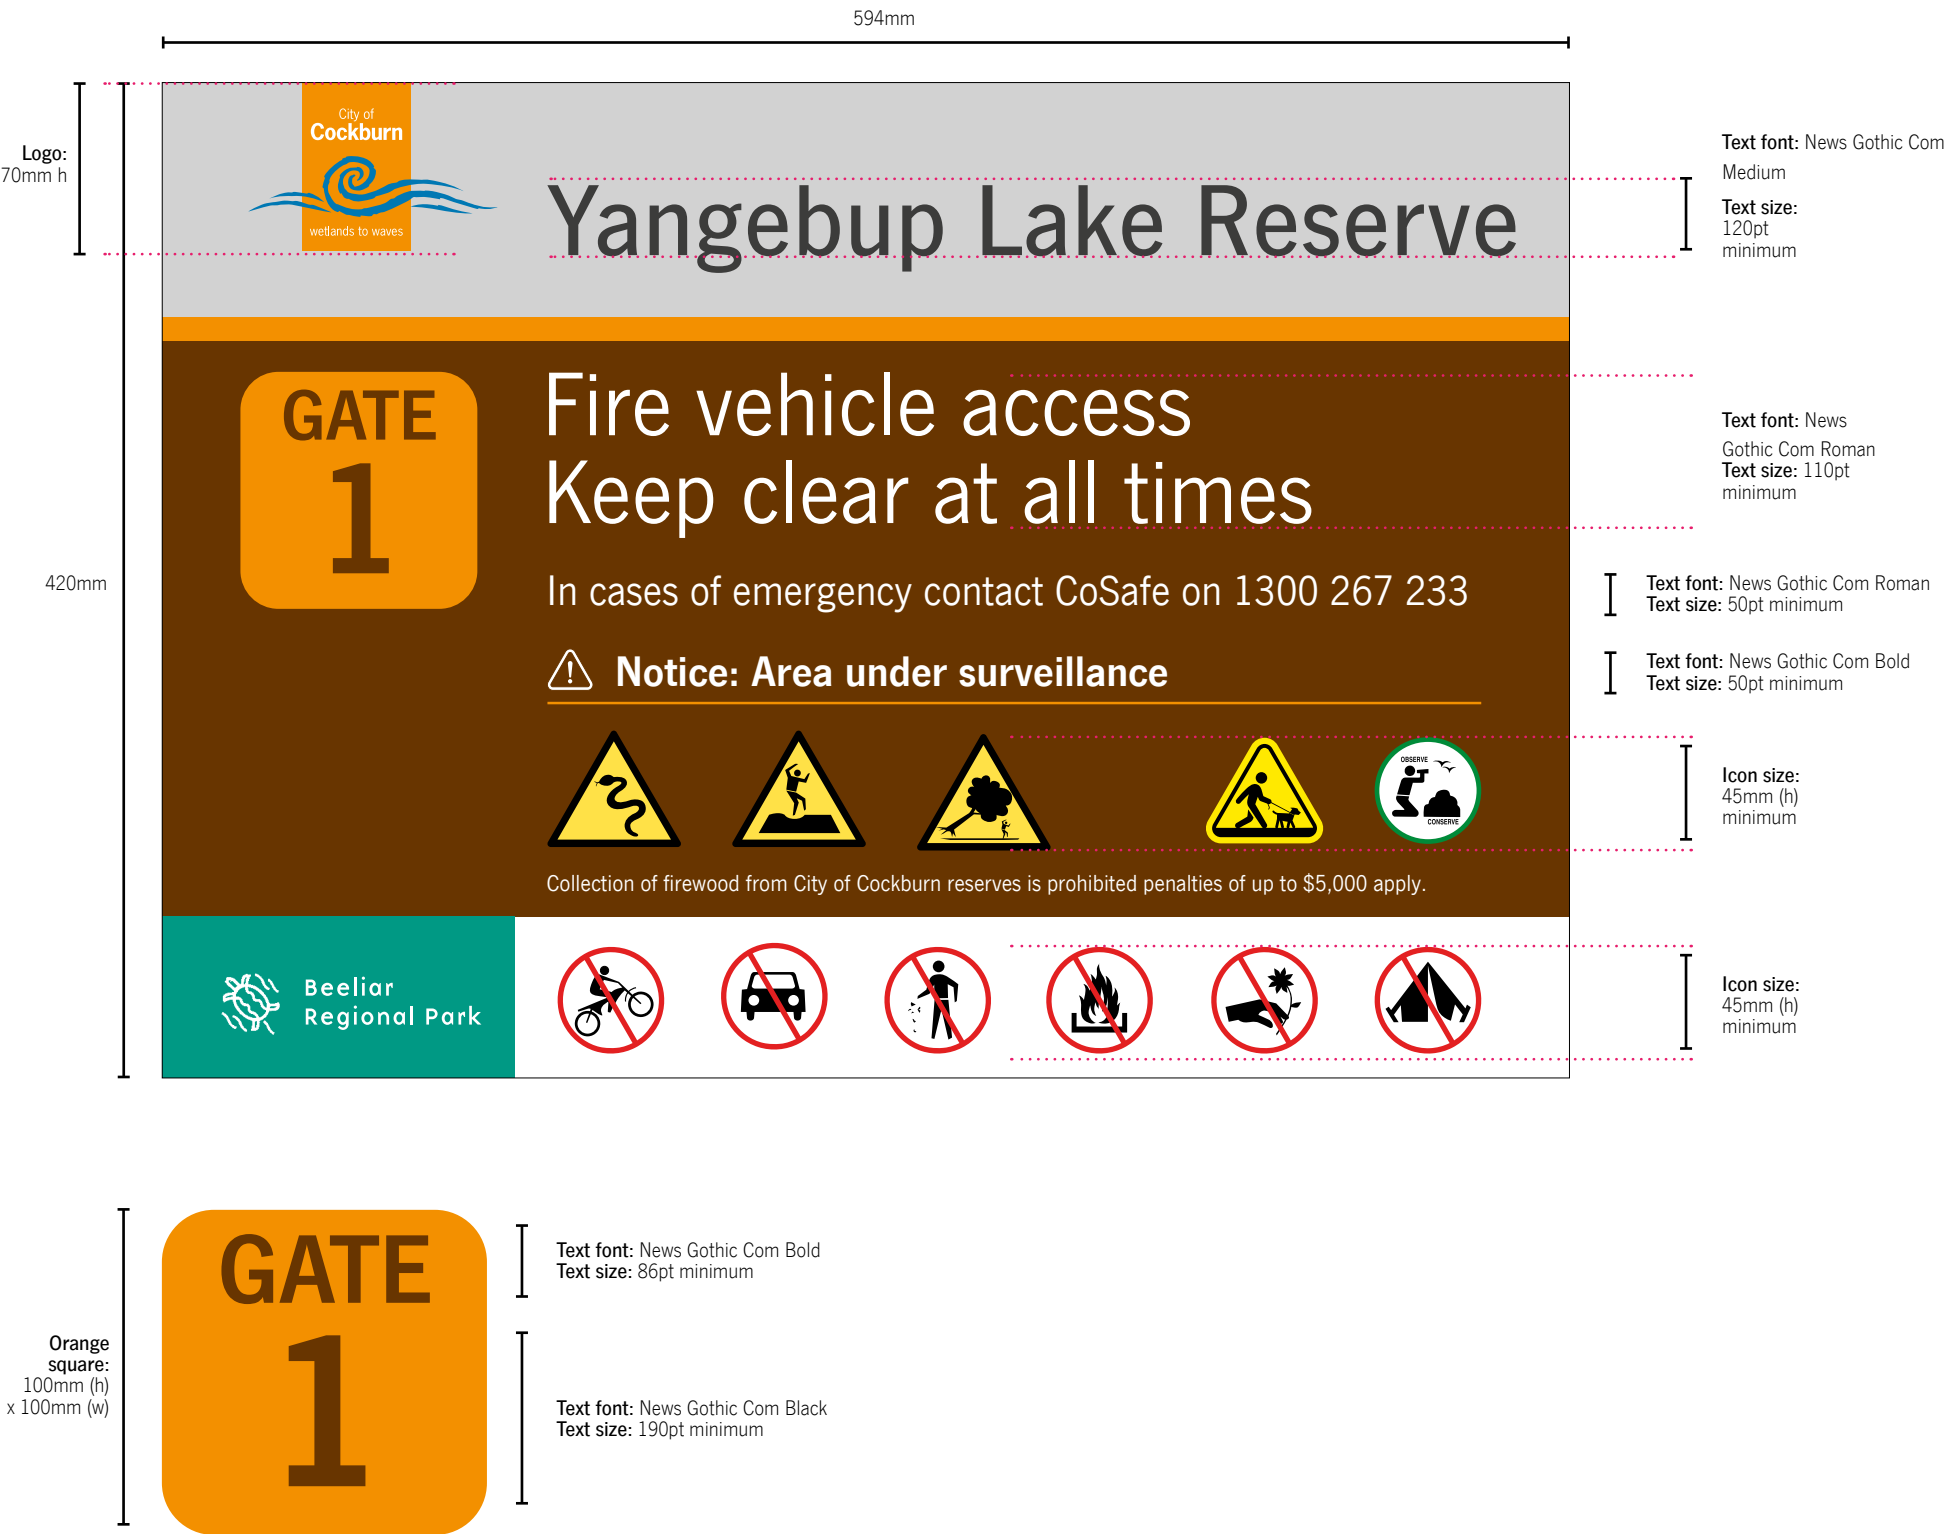 594mm
Logo:
70mm h
City of
Cockburn
wetlands to waves
Yangebup Lake Reserve
Text font: News Gothic Com
Medium
Text size:
120pt
minimum
GATE
1
Fire vehicle access
Keep clear at all times
Text font: News
Gothic Com Roman
Text size: 110pt
minimum
420mm
In cases of emergency contact CoSafe on 1300 267 233
Text font: News Gothic Com Roman
Text size: 50pt minimum
Notice: Area under surveillance
Text font: News Gothic Com Bold
Text size: 50pt minimum
OBSERVE
CONSERVE
Icon size:
45mm (h)
minimum
Collection of firewood from City of Cockburn reserves is prohibited penalties of up to $5,000 apply.
Beeliar
Regional Park
Icon size:
45mm (h)
minimum
Orange
square:
100mm (h)
x 100mm (w)
GATE
1
Text font: News Gothic Com Bold
Text size: 86pt minimum
Text font: News Gothic Com Black
Text size: 190pt minimum